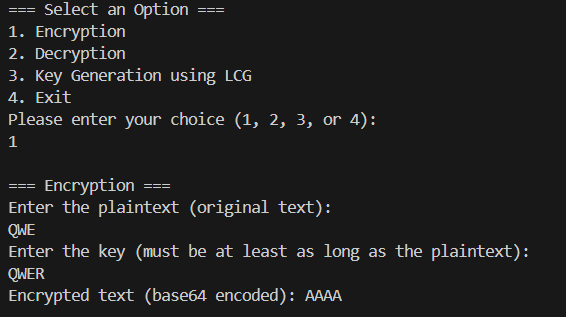 === Select an Option ===
1. Encryption
2. Decryption
3. Key Generation using LCG
4. Exit
Please enter your choice (1, 2, 3, or 4):
1
=== Encryption ===
Enter the plaintext (original text):
QWE
Enter the key (must be at least as long as the plaintext):
QWER
Encrypted text (base64 encoded): AAAA